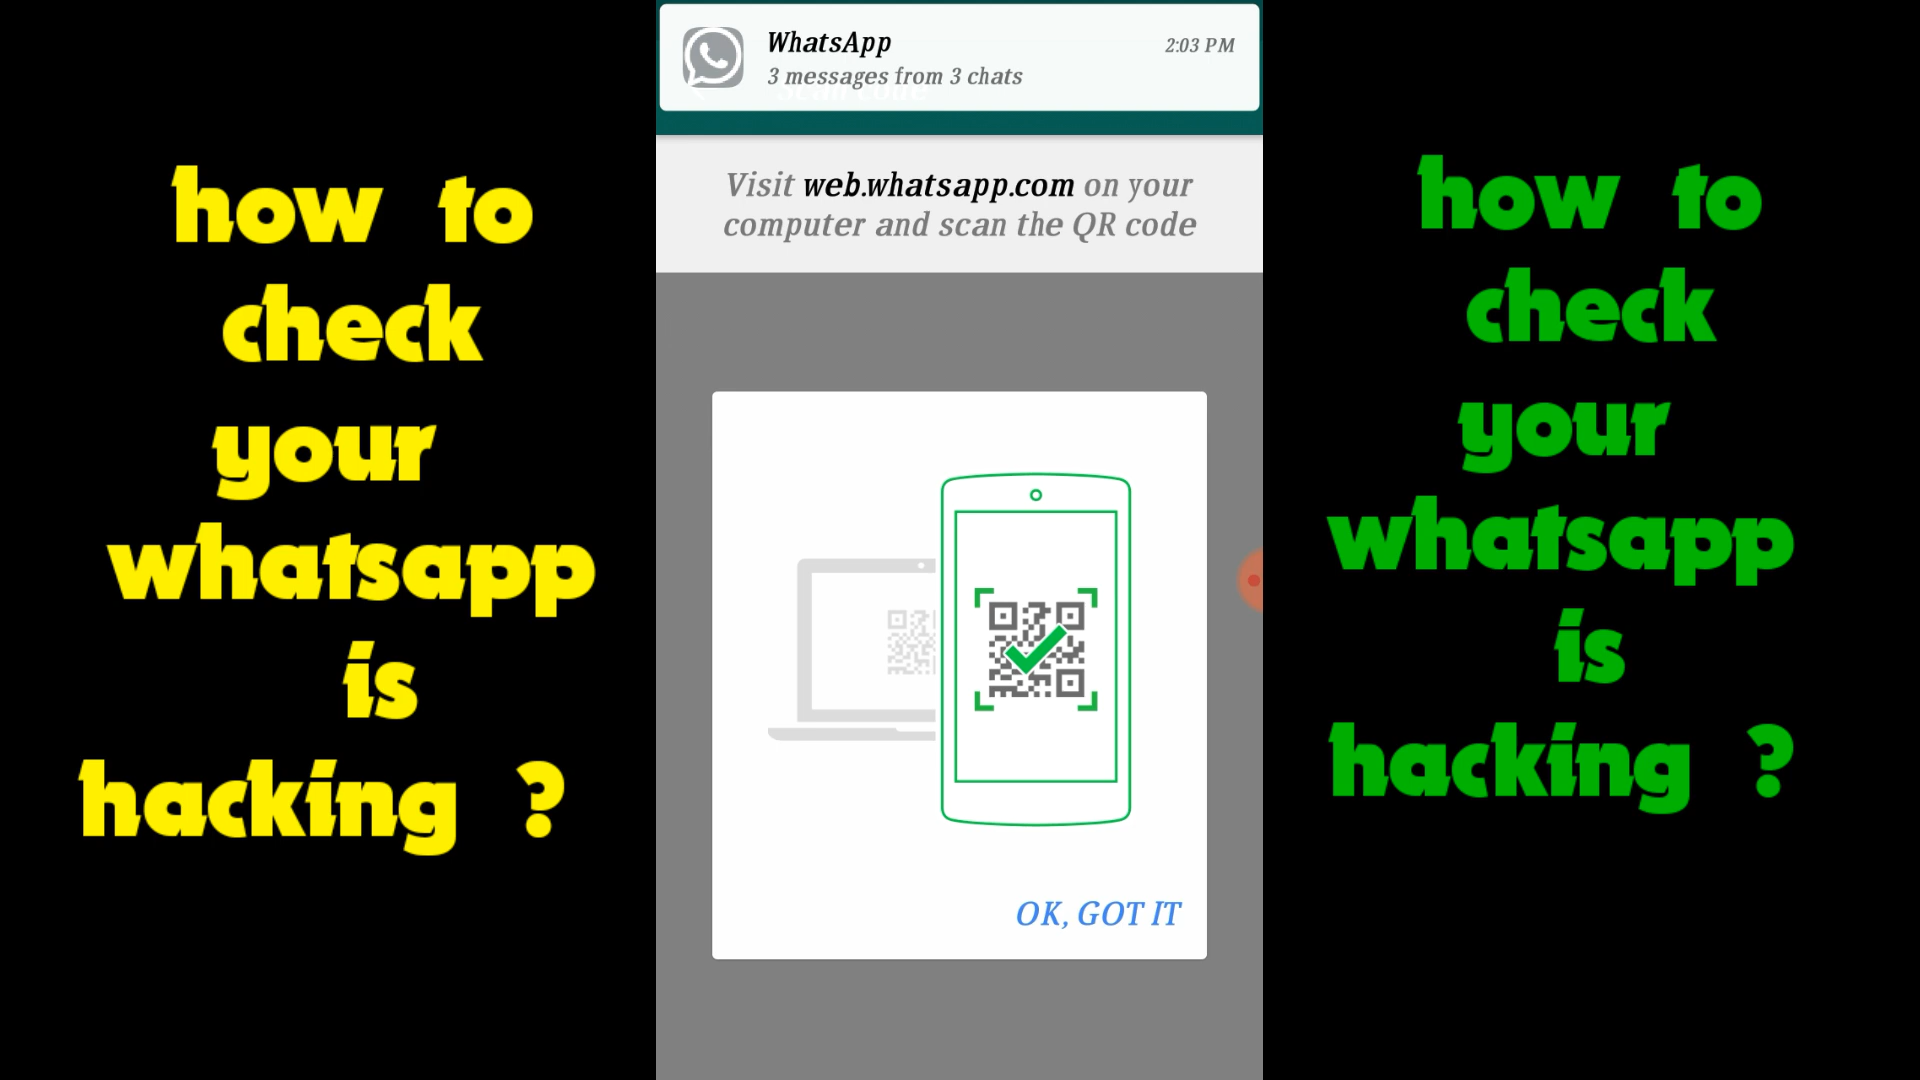 how to
check
your
whatsapp
is
hacking ?
WhatsApp
2:03 PM
3 messages from 3 chats
Scan code
Visit web.whatsapp.com on your
computer and scan the QR code
OK, GOT IT
how to
check
your
whatsapp
is
hacking ?